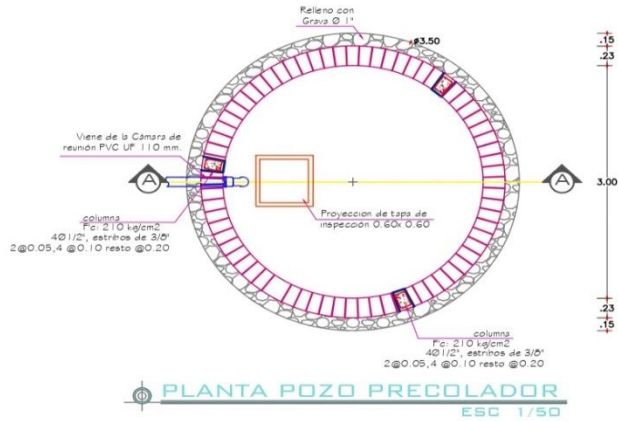 Relleno con
Grava Ø 1"
ø3.50
.15
.23
Viene de la Cámara de
reunión PVC UF 110 mm.
A
A
3.00
Proyeccion de tapa de
inspección 0.60x 0.60
columna
F'c: 210 kg/cm2
4Ø1/2", estribos de 3/8"
2@0.05,4 @0.10 resto @0.20
.23
.15
columna
F'c: 210 kg/cm2
4Ø1/2", estribos de 3/8"
2@0.05,4 @0.10 resto @0.20
PLANTA POZO PRECOLADOR
ESC 1/50